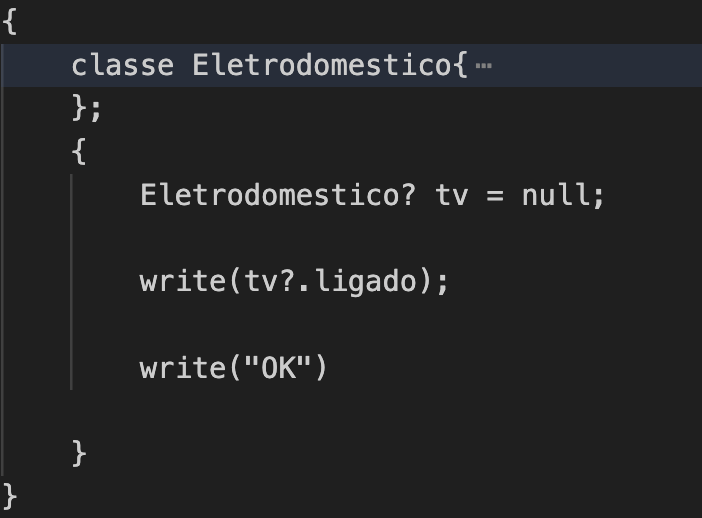 {
classe Eletrodomestico{ ⋯
};
{
Eletrodomestico? tv = null;
write(tv?.ligado);
write("OK")
}
}